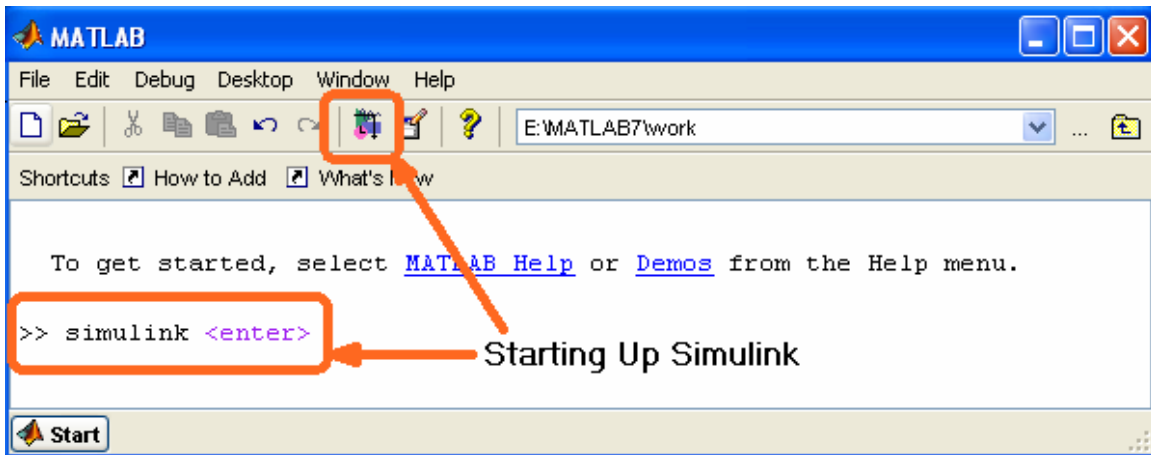 MATLAB
File Edit Debug Desktop Window Help
E:\MATLAB7\work ...
Shortcuts How to Add What's New
To get started, select MATLAB Help or Demos from the Help menu.
>> simulink <enter>
Starting Up Simulink
Start